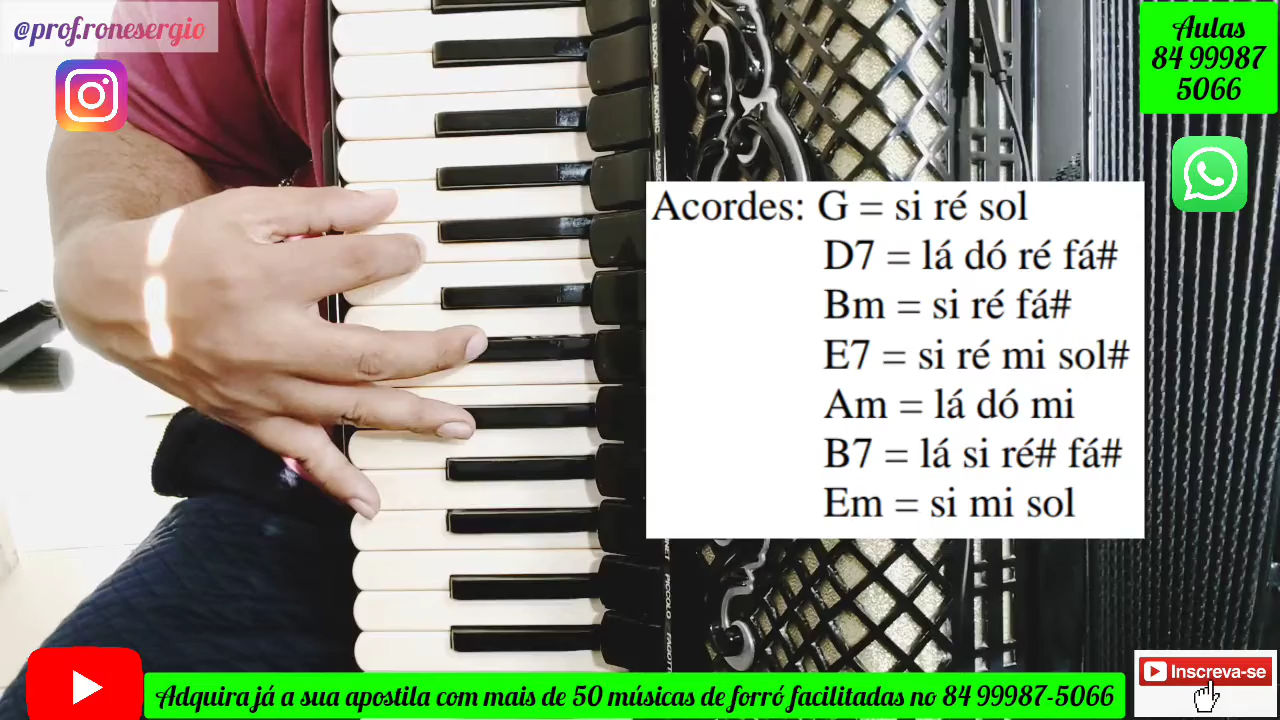 @prof.ronesergio
Aulas
84 99987
5066
Acordes: G = si ré sol
D7 = lá dó ré fá#
Bm = si ré fá#
E7 = si ré mi sol#
Am = lá dó mi
B7 = lá si ré# fá#
Em = si mi sol
PICCOLO
Inscreva-se
Adquira já a sua apostila com mais de 50 músicas de forró facilitadas no 84 99987-5066